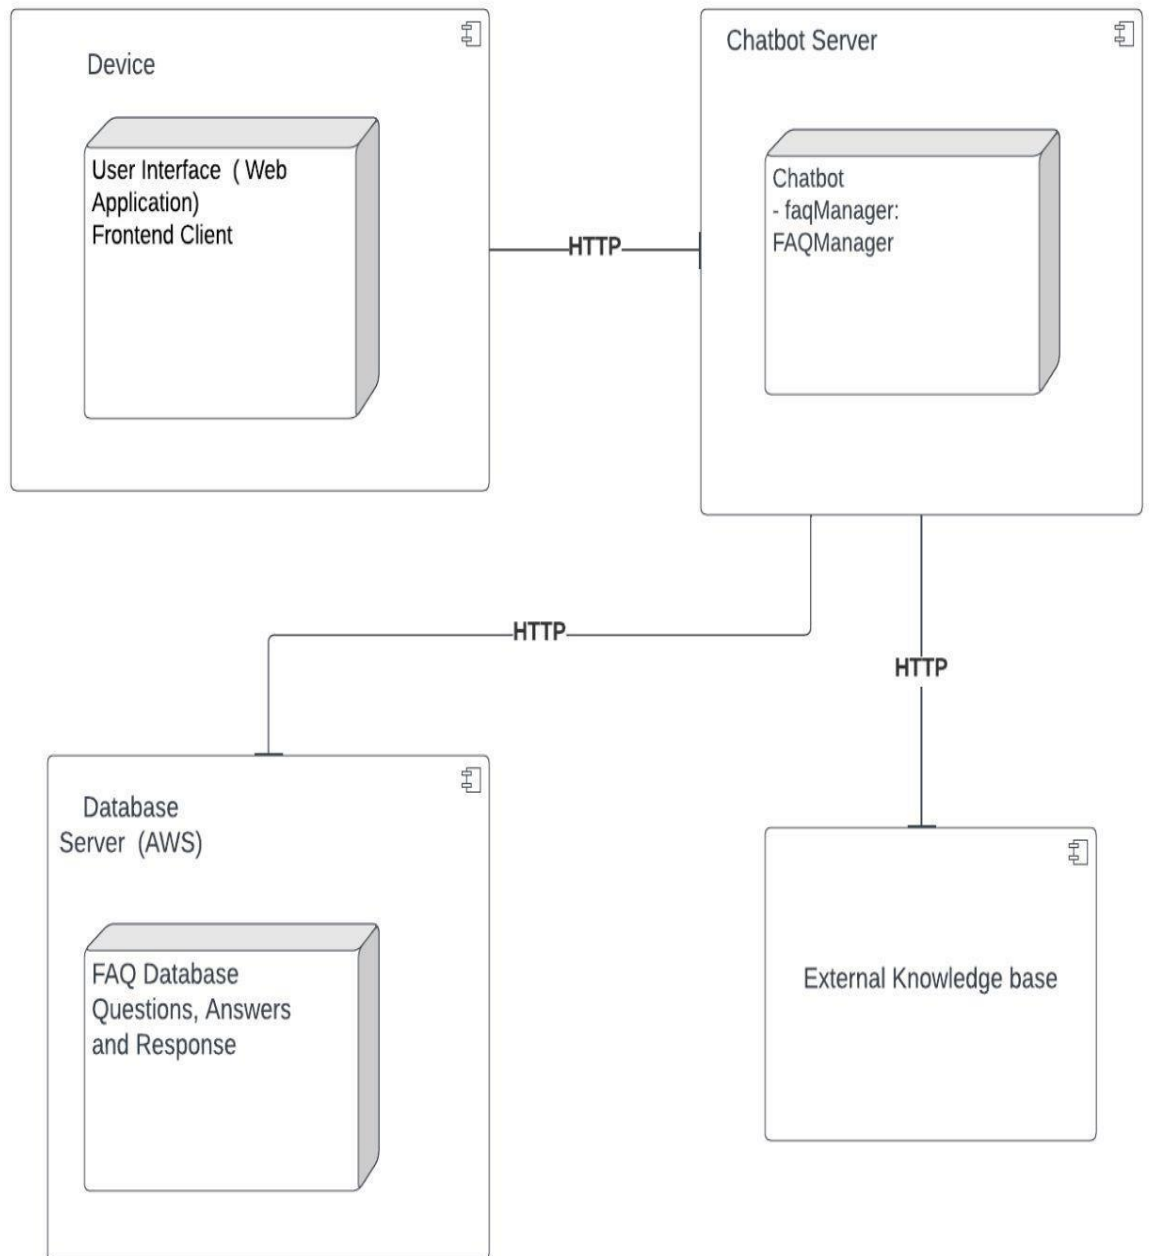 Device
User Interface ( Web
Application)
Frontend Client
HTTP
Chatbot Server
Chatbot
- faqManager:
FAQManager
HTTP
HTTP
Database
Server (AWS)
FAQ Database
Questions, Answers
and Response
External Knowledge base